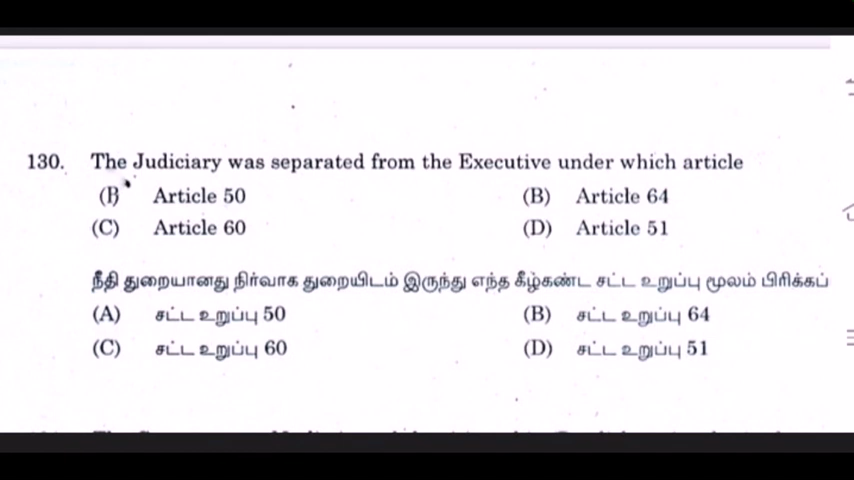 130. The Judiciary was separated from the Executive under which article
Article 50 (B) Article 64
(C) Article 60 (D) Article 51
நீதி துறையானது நிர்வாக துறையிடம் இருந்து எந்த கீழ்கண்ட சட்ட உறுப்பு மூலம் பிரிக்கப்
(A) சட்ட உறுப்பு 50 (B) சட்ட உறுப்பு 64
(C) சட்ட உறுப்பு 60 (D) சட்ட உறுப்பு 51